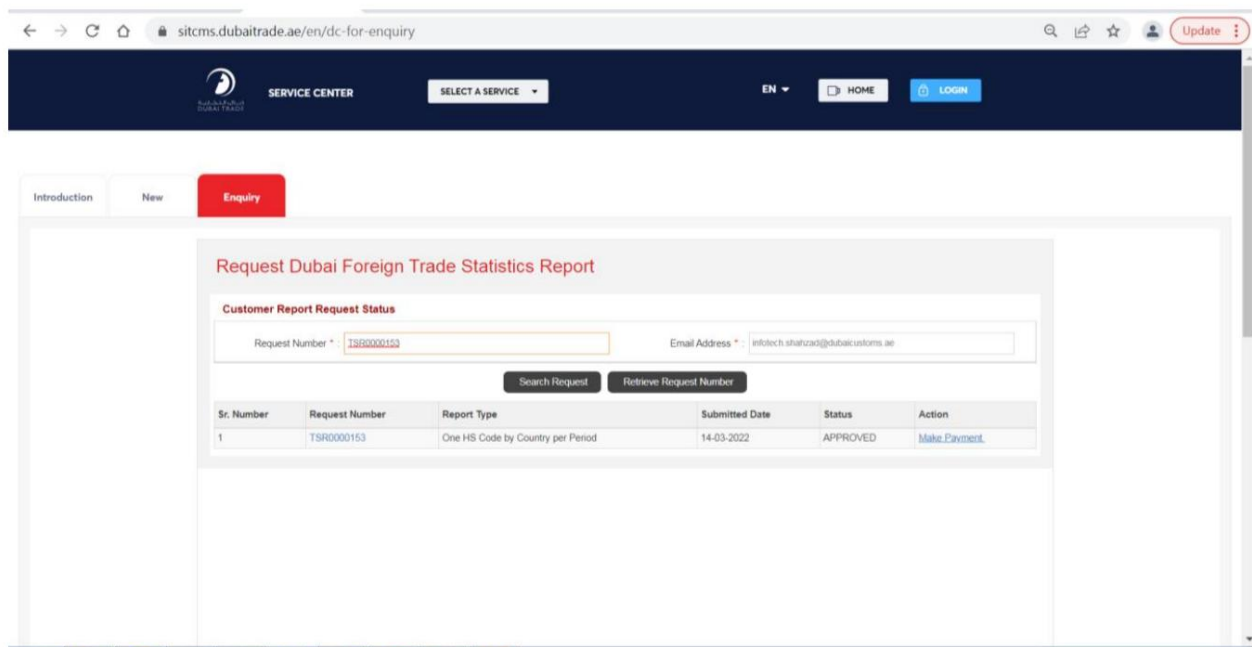 sitcms.dubaitrade.ae/en/dc-for-enquiry
Update
DUBAI TRADE
SERVICE CENTER
SELECT A SERVICE
EN
HOME
LOGIN
Introduction
New
Enquiry
Request Dubai Foreign Trade Statistics Report
Customer Report Request Status
Request Number * : TSR0000153
Email Address * : infotech.shahzad@dubaicustoms.ae
Search Request
Retrieve Request Number
Sr. Number Request Number Report Type Submitted Date Status Action
1 TSR0000153 One HS Code by Country per Period 14-03-2022 APPROVED Make Payment